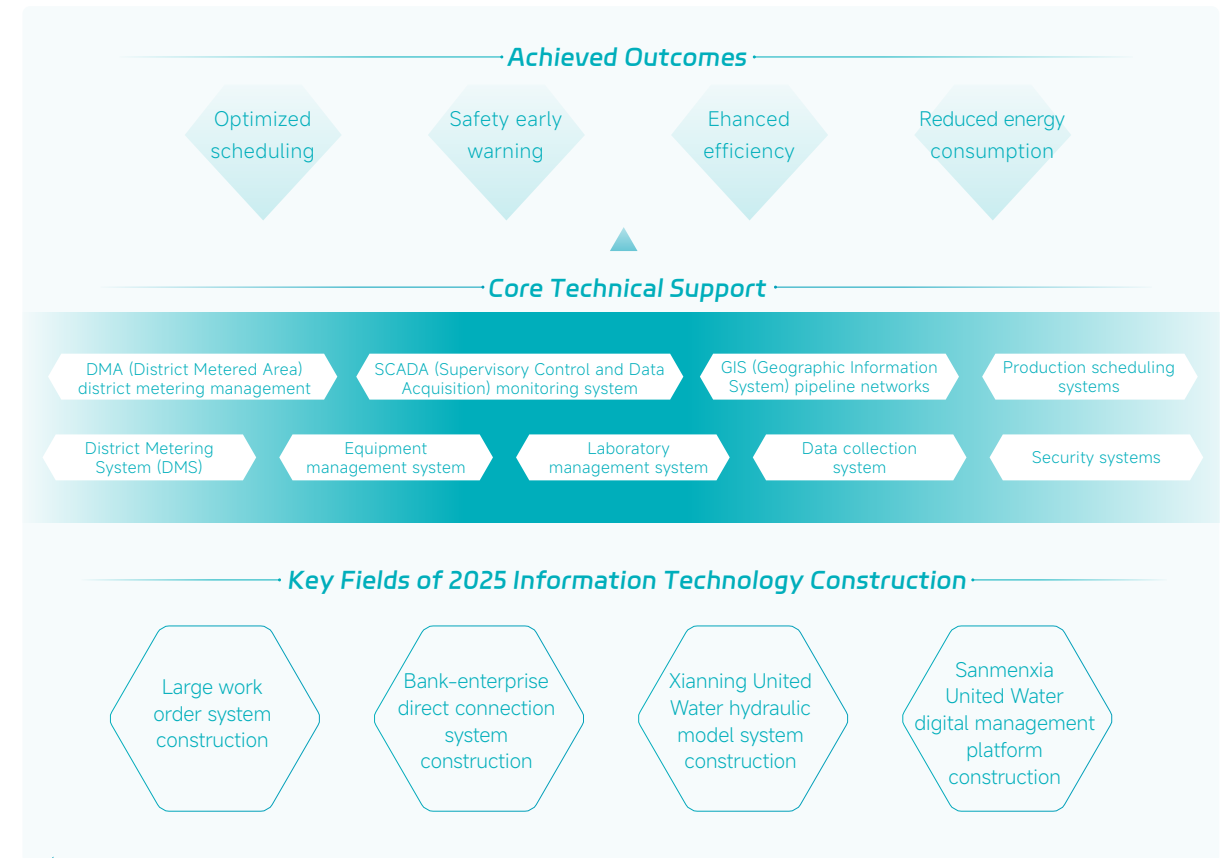 Achieved Outcomes
Optimized
scheduling
Safety early
warning
Ehanced
efficiency
Reduced energy
consumption
Core Technical Support
DMA (District Metered Area)
district metering management
SCADA (Supervisory Control and Data
Acquisition) monitoring system
GIS (Geographic Information
System) pipeline networks
Production scheduling
systems
District Metering
System (DMS)
Equipment
management system
Laboratory
management system
Data collection
system
Security systems
Key Fields of 2025 Information Technology Construction
Large work
order system
construction
Bank-enterprise
direct connection
system
construction
Xianning United
Water hydraulic
model system
construction
Sanmenxia
United Water
digital management
platform
construction